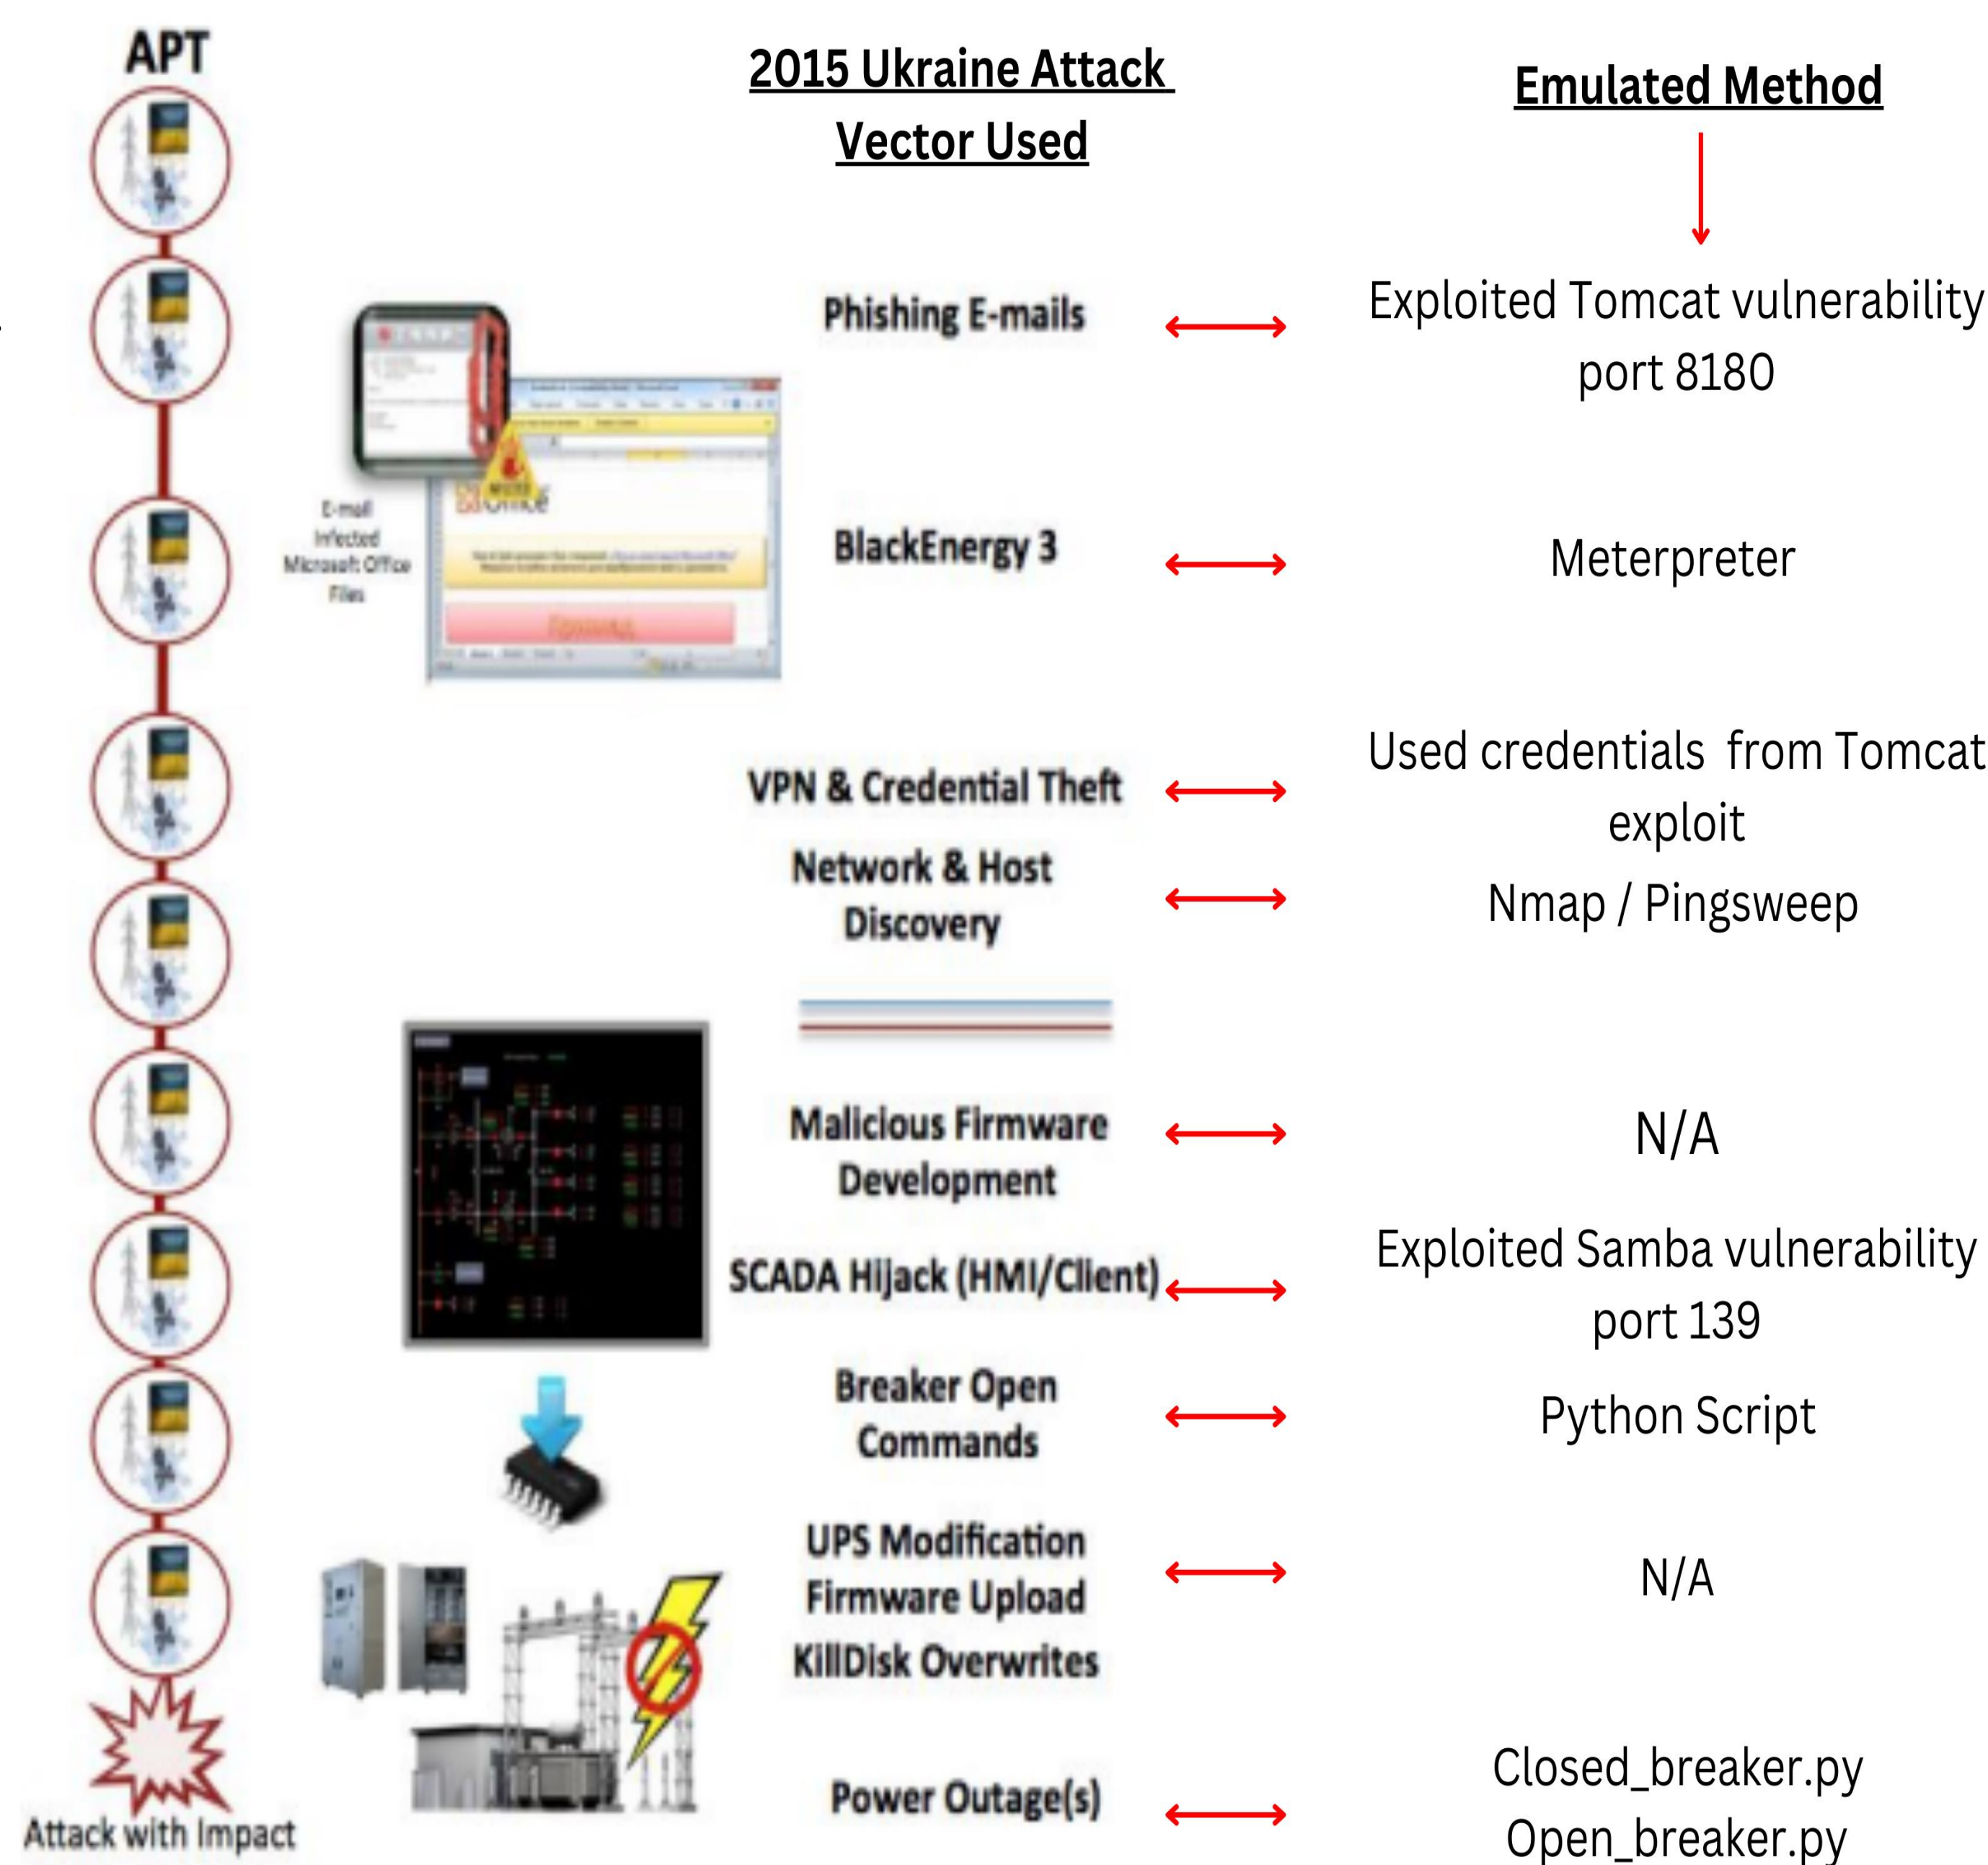 APT
2015 Ukraine Attack
Vector Used
Emulated Method
Phishing E-mails
Exploited Tomcat vulnerability
port 8180
E-mail
Infected
Microsoft Office
Files
Office
BlackEnergy 3
Meterpreter
VPN & Credential Theft
Used credentials from Tomcat
exploit
Network & Host
Discovery
Nmap / Pingsweep
Malicious Firmware
Development
N/A
SCADA Hijack (HMI/Client)
Exploited Samba vulnerability
port 139
Breaker Open
Commands
Python Script
UPS Modification
Firmware Upload
KillDisk Overwrites
N/A
Power Outage(s)
Closed_breaker.py
Open_breaker.py
Attack with Impact